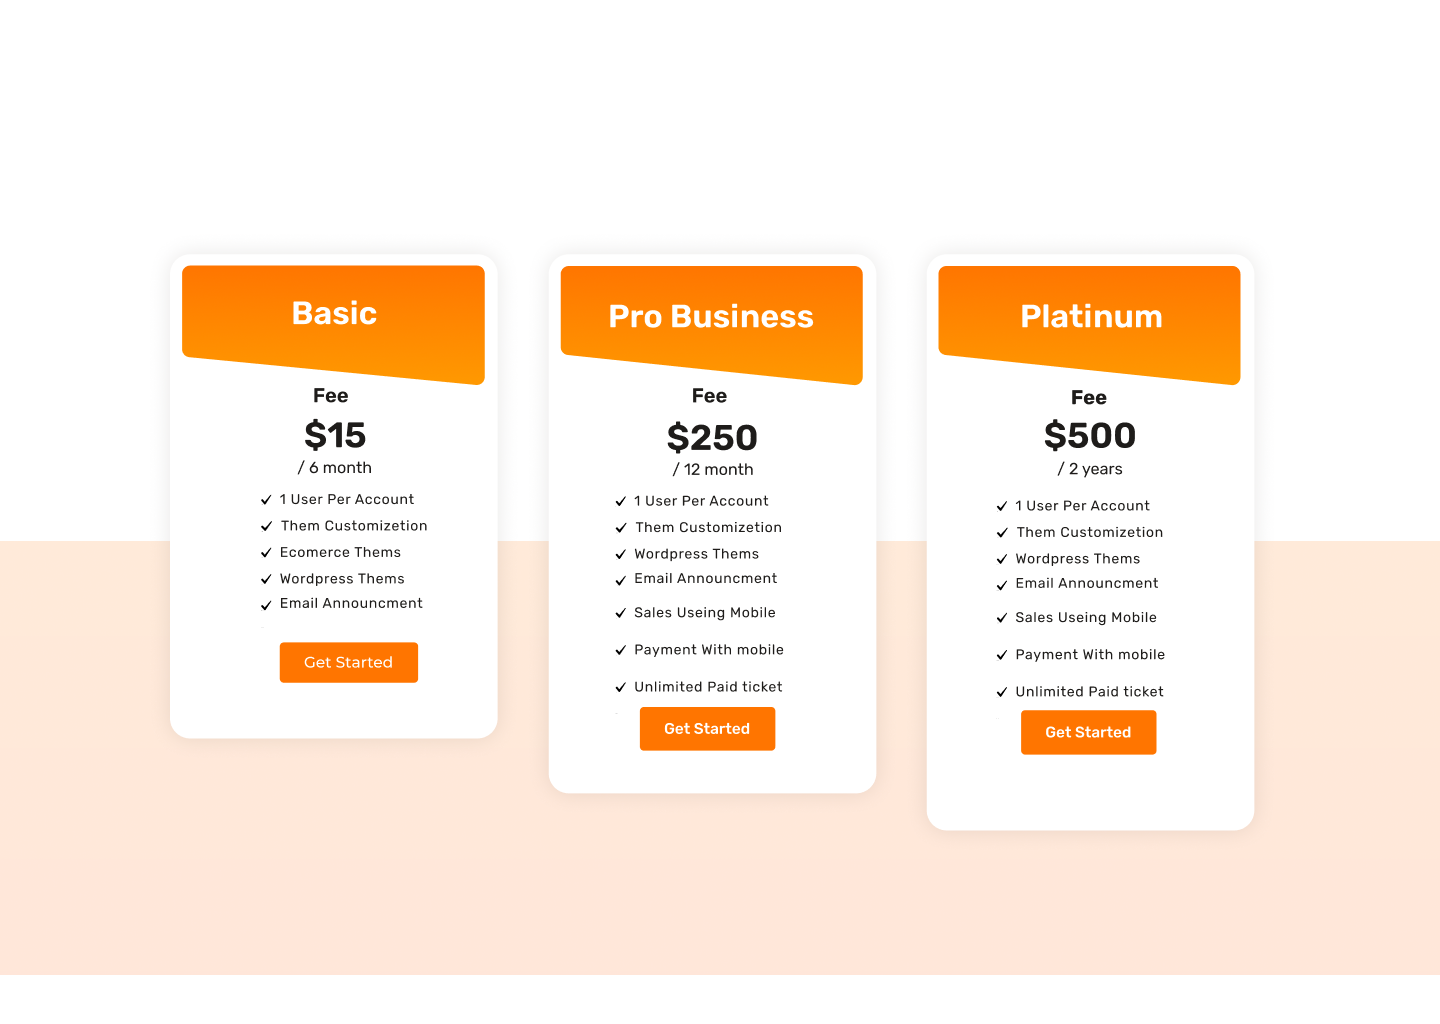 Basic
Fee
$15
/ 6 month
1 User Per Account
Them Customizetion
Ecomerce Thems
Wordpress Thems
Email Announcment
Get Started
Pro Business
Fee
$250
/ 12 month
1 User Per Account
Them Customizetion
Wordpress Thems
Email Announcment
Sales Useing Mobile
Payment With mobile
Unlimited Paid ticket
Get Started
Platinum
Fee
$500
/ 2 years
1 User Per Account
Them Customizetion
Wordpress Thems
Email Announcment
Sales Useing Mobile
Payment With mobile
Unlimited Paid ticket
Get Started